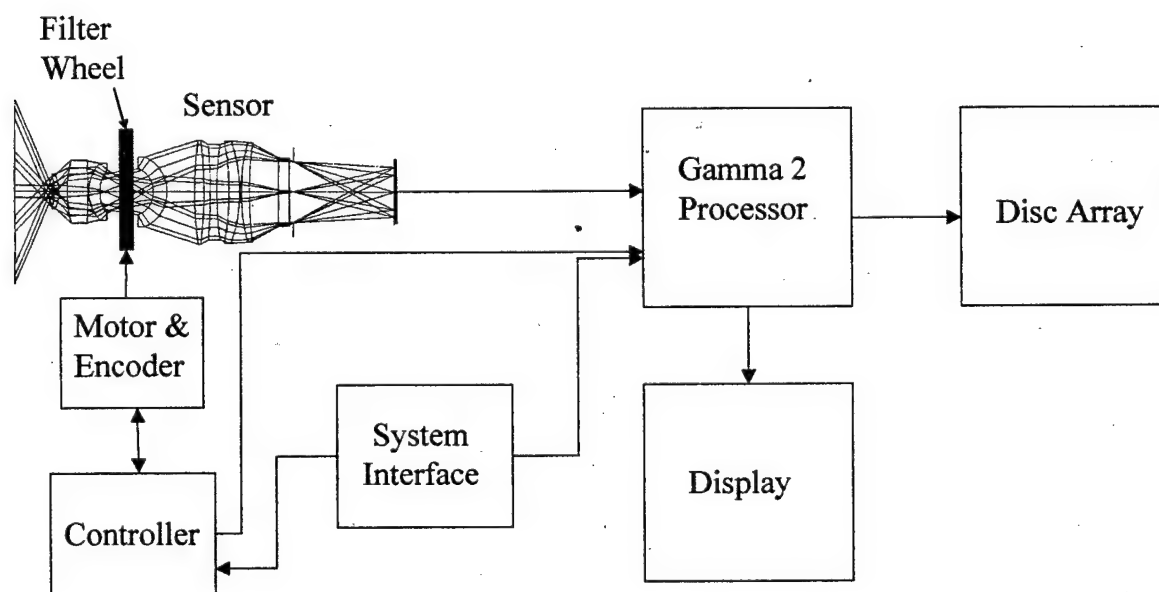 Filter
Wheel
Sensor
Gamma 2
Processor
Disc Array
Motor &
Encoder
System
Interface
Display
Controller